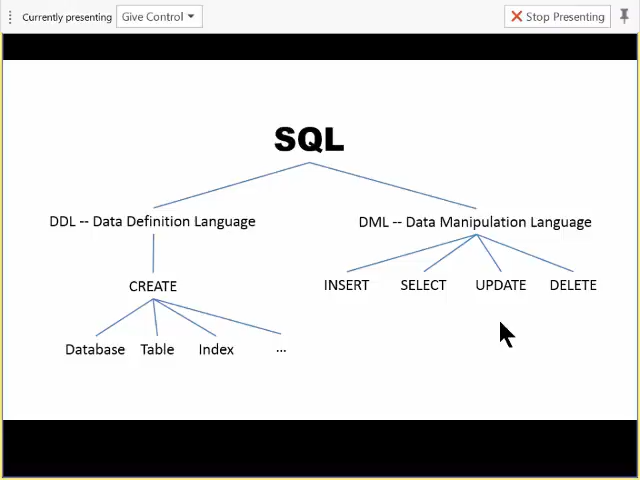 Currently presenting Give Control Stop Presenting
SQL
DDL -- Data Definition Language DML -- Data Manipulation Language
CREATE INSERT SELECT UPDATE DELETE
Database Table Index ...